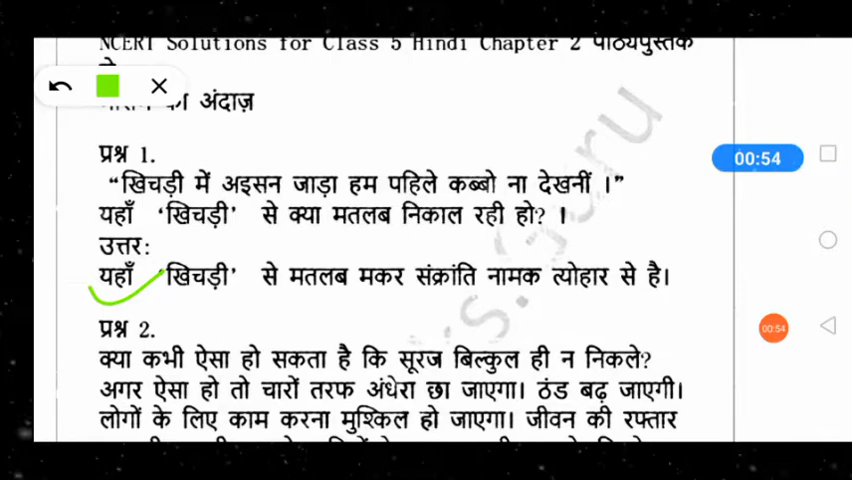 NCERT Solutions for Class 5 Hindi Chapter 2 पाठ्यपुस्तक
से
का अंदाज़
प्रश्न 1.
“खिचड़ी में अइसन जाड़ा हम पहिले कब्बो ना देखनीं ।”
यहाँ ‘खिचड़ी’ से क्या मतलब निकाल रही हो? ।
उत्तर:
यहाँ ‘खिचड़ी’ से मतलब मकर संक्रांति नामक त्योहार से है।
प्रश्न 2.
क्या कभी ऐसा हो सकता है कि सूरज बिल्कुल ही न निकले?
अगर ऐसा हो तो चारों तरफ अंधेरा छा जाएगा। ठंड बढ़ जाएगी।
लोगों के लिए काम करना मुश्किल हो जाएगा। जीवन की रफ्तार
s.Guru
00:54
00:54